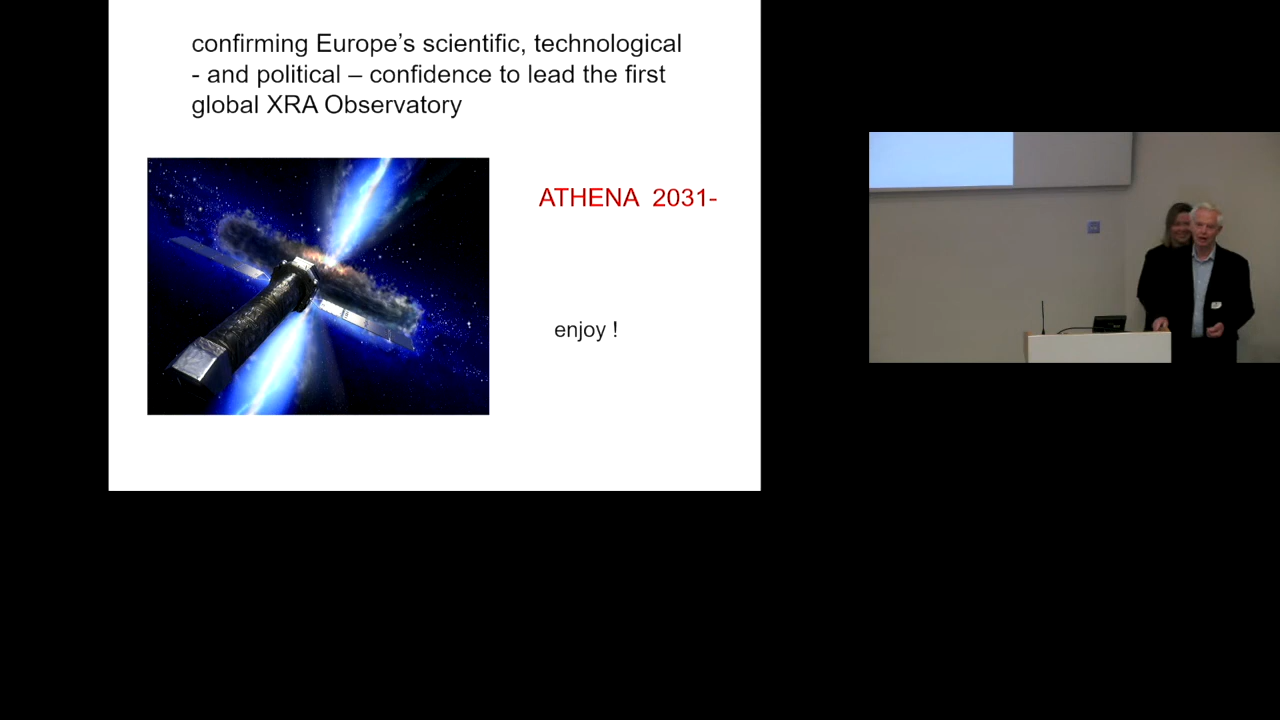 confirming Europe’s scientific, technological
- and political – confidence to lead the first
global XRA Observatory
ATHENA 2031-
enjoy !